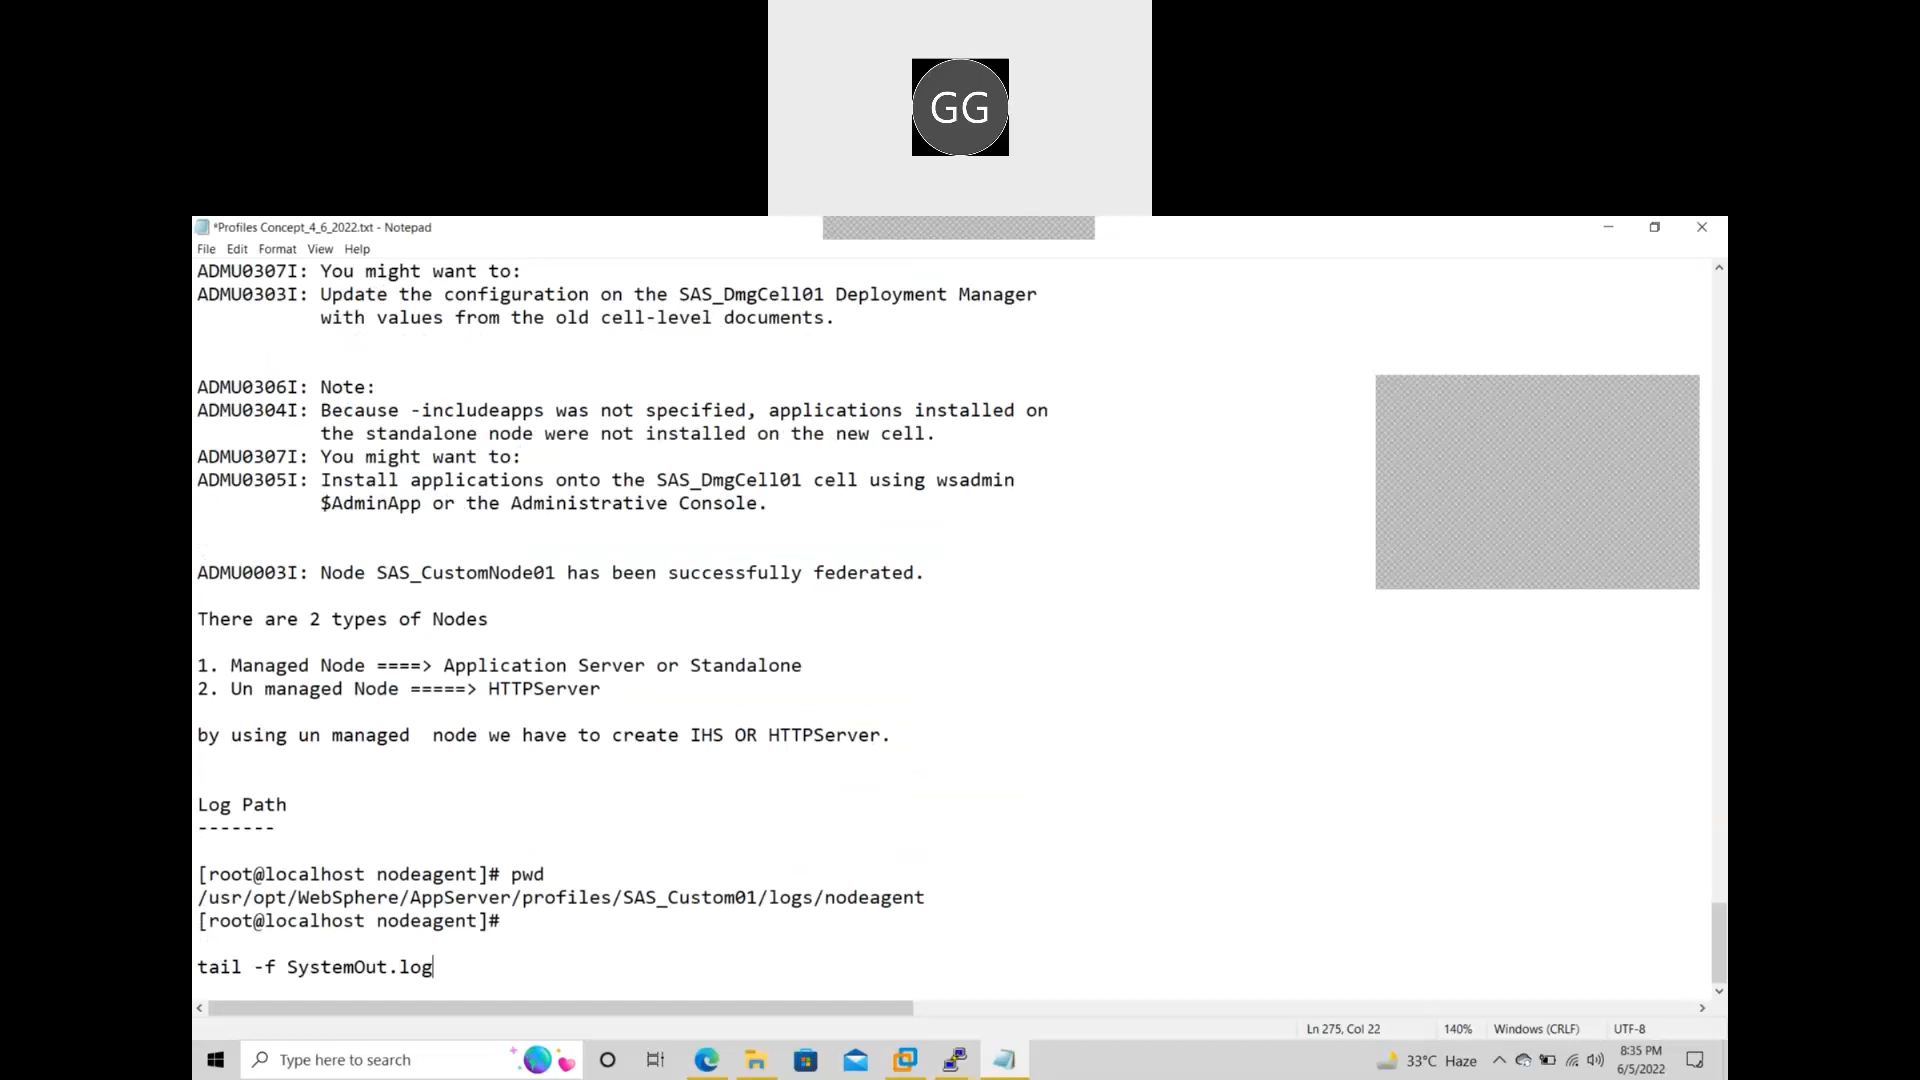 GG
*Profiles Concept_4_6_2022.txt - Notepad
File Edit Format View Help
ADMU0307I: You might want to:
ADMU0303I: Update the configuration on the SAS_DmgCell01 Deployment Manager
with values from the old cell-level documents.
ADMU0306I: Note:
ADMU0304I: Because -includeapps was not specified, applications installed on
the standalone node were not installed on the new cell.
ADMU0307I: You might want to:
ADMU0305I: Install applications onto the SAS_DmgCell01 cell using wsadmin
$AdminApp or the Administrative Console.
ADMU0003I: Node SAS_CustomNode01 has been successfully federated.
There are 2 types of Nodes
1. Managed Node ====> Application Server or Standalone
2. Un managed Node =====> HTTPServer
by using un managed  node we have to create IHS OR HTTPServer.
Log Path
-------
[root@localhost nodeagent]# pwd
/usr/opt/WebSphere/AppServer/profiles/SAS_Custom01/logs/nodeagent
[root@localhost nodeagent]#
tail -f SystemOut.log
Ln 275, Col 22 140% Windows (CRLF) UTF-8
Type here to search
33°C Haze
8:35 PM
6/5/2022